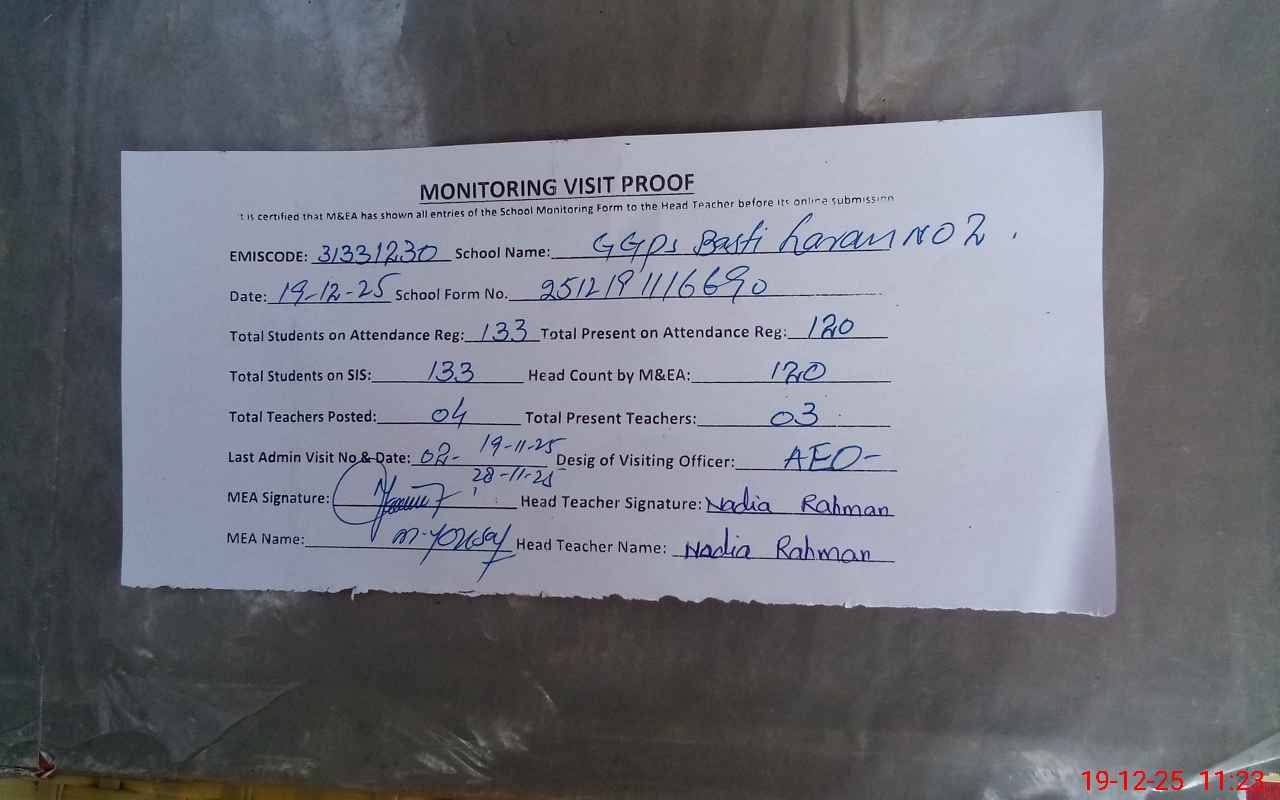 MONITORING VISIT PROOF
t is certified that M&EA has shown all entries of the School Monitoring Form to the Head Teacher before its online submission
EMISCODE: 31331230 School Name: GGPS Basti Laran NO 2 .
Date: 19-12-25 School Form No. 2512191116690
Total Students on Attendance Reg: 133 Total Present on Attendance Reg: 120
Total Students on SIS: 133 Head Count by M&EA: 120
Total Teachers Posted: 04 Total Present Teachers: 03
Last Admin Visit No & Date: 02- 19-11-25 Desig of Visiting Officer: AEO-
28-11-25
MEA Signature: Head Teacher Signature: Nadia Rahman
MEA Name: M. Yousaf Head Teacher Name: Nadia Rahman
19-12-25 11:23